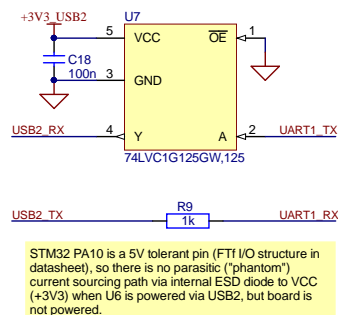 +3V3_USB2
U7
5
VCC
OE
1
C18
100n
3
GND
USB2_RX
4
Y
A
2
UART1_TX
74LVC1G125GW,125
USB2_TX
R9
1k
UART1_RX
STM32 PA10 is a 5V tolerant pin (FTf I/O structure in
datasheet), so there is no parasitic ("phantom")
current sourcing path via internal ESD diode to VCC
(+3V3) when U6 is powered via USB2, but board is
not powered.